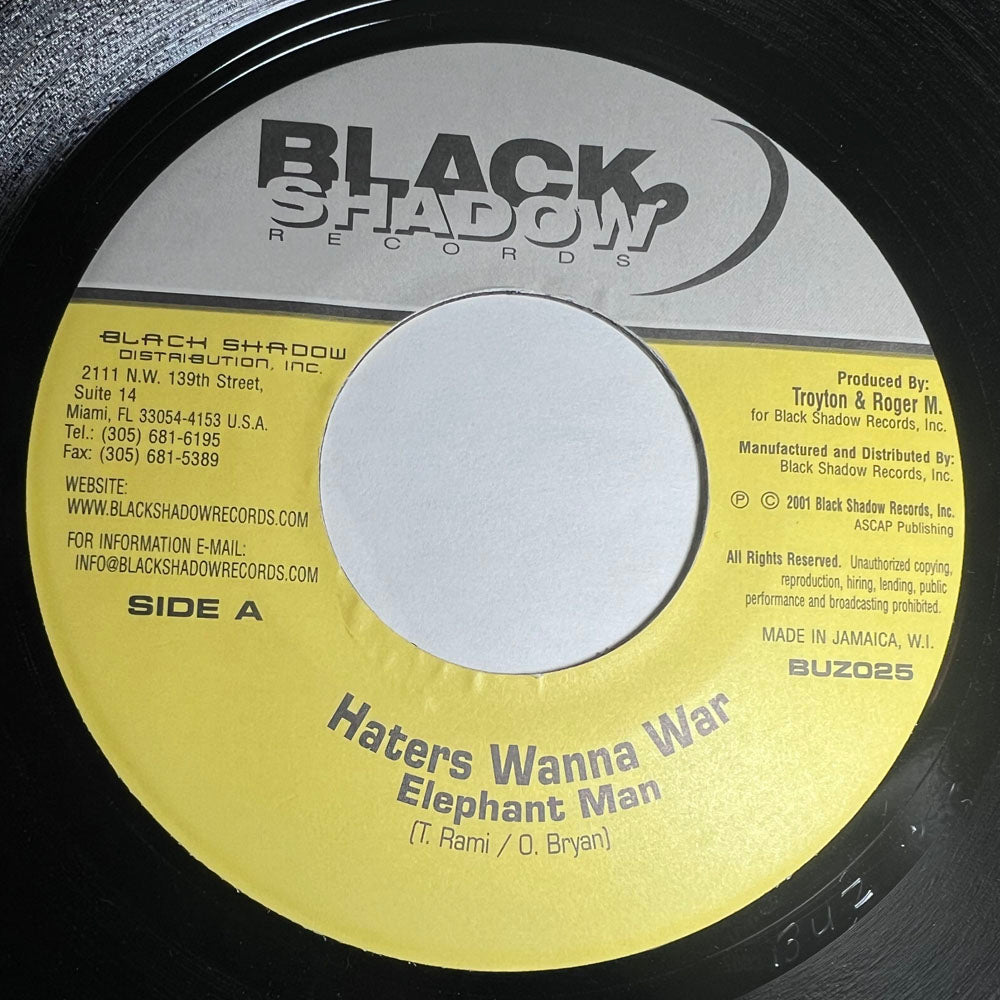 BLACK
SHADOW
RECORDS
BLACK SHADOW
DISTRIBUTION, INC.
2111 N.W. 139th Street,
Suite 14
Miami, FL 33054-4153 U.S.A.
Tel.: (305) 681-6195
Fax: (305) 681-5389
WEBSITE:
WWW.BLACKSHADOWRECORDS.COM
FOR INFORMATION E-MAIL:
INFO@BLACKSHADOWRECORDS.COM
SIDE A
Produced By:
Troyton & Roger M.
for Black Shadow Records, Inc.
Manufactured and Distributed By:
Black Shadow Records, Inc.
℗ © 2001 Black Shadow Records, Inc.
ASCAP Publishing
All Rights Reserved. Unauthorized copying,
reproduction, hiring, lending, public
performance and broadcasting prohibited.
MADE IN JAMAICA, W.I.
BUZ025
Haters Wanna War
Elephant Man
(T. Rami / O. Bryan)
BUZ